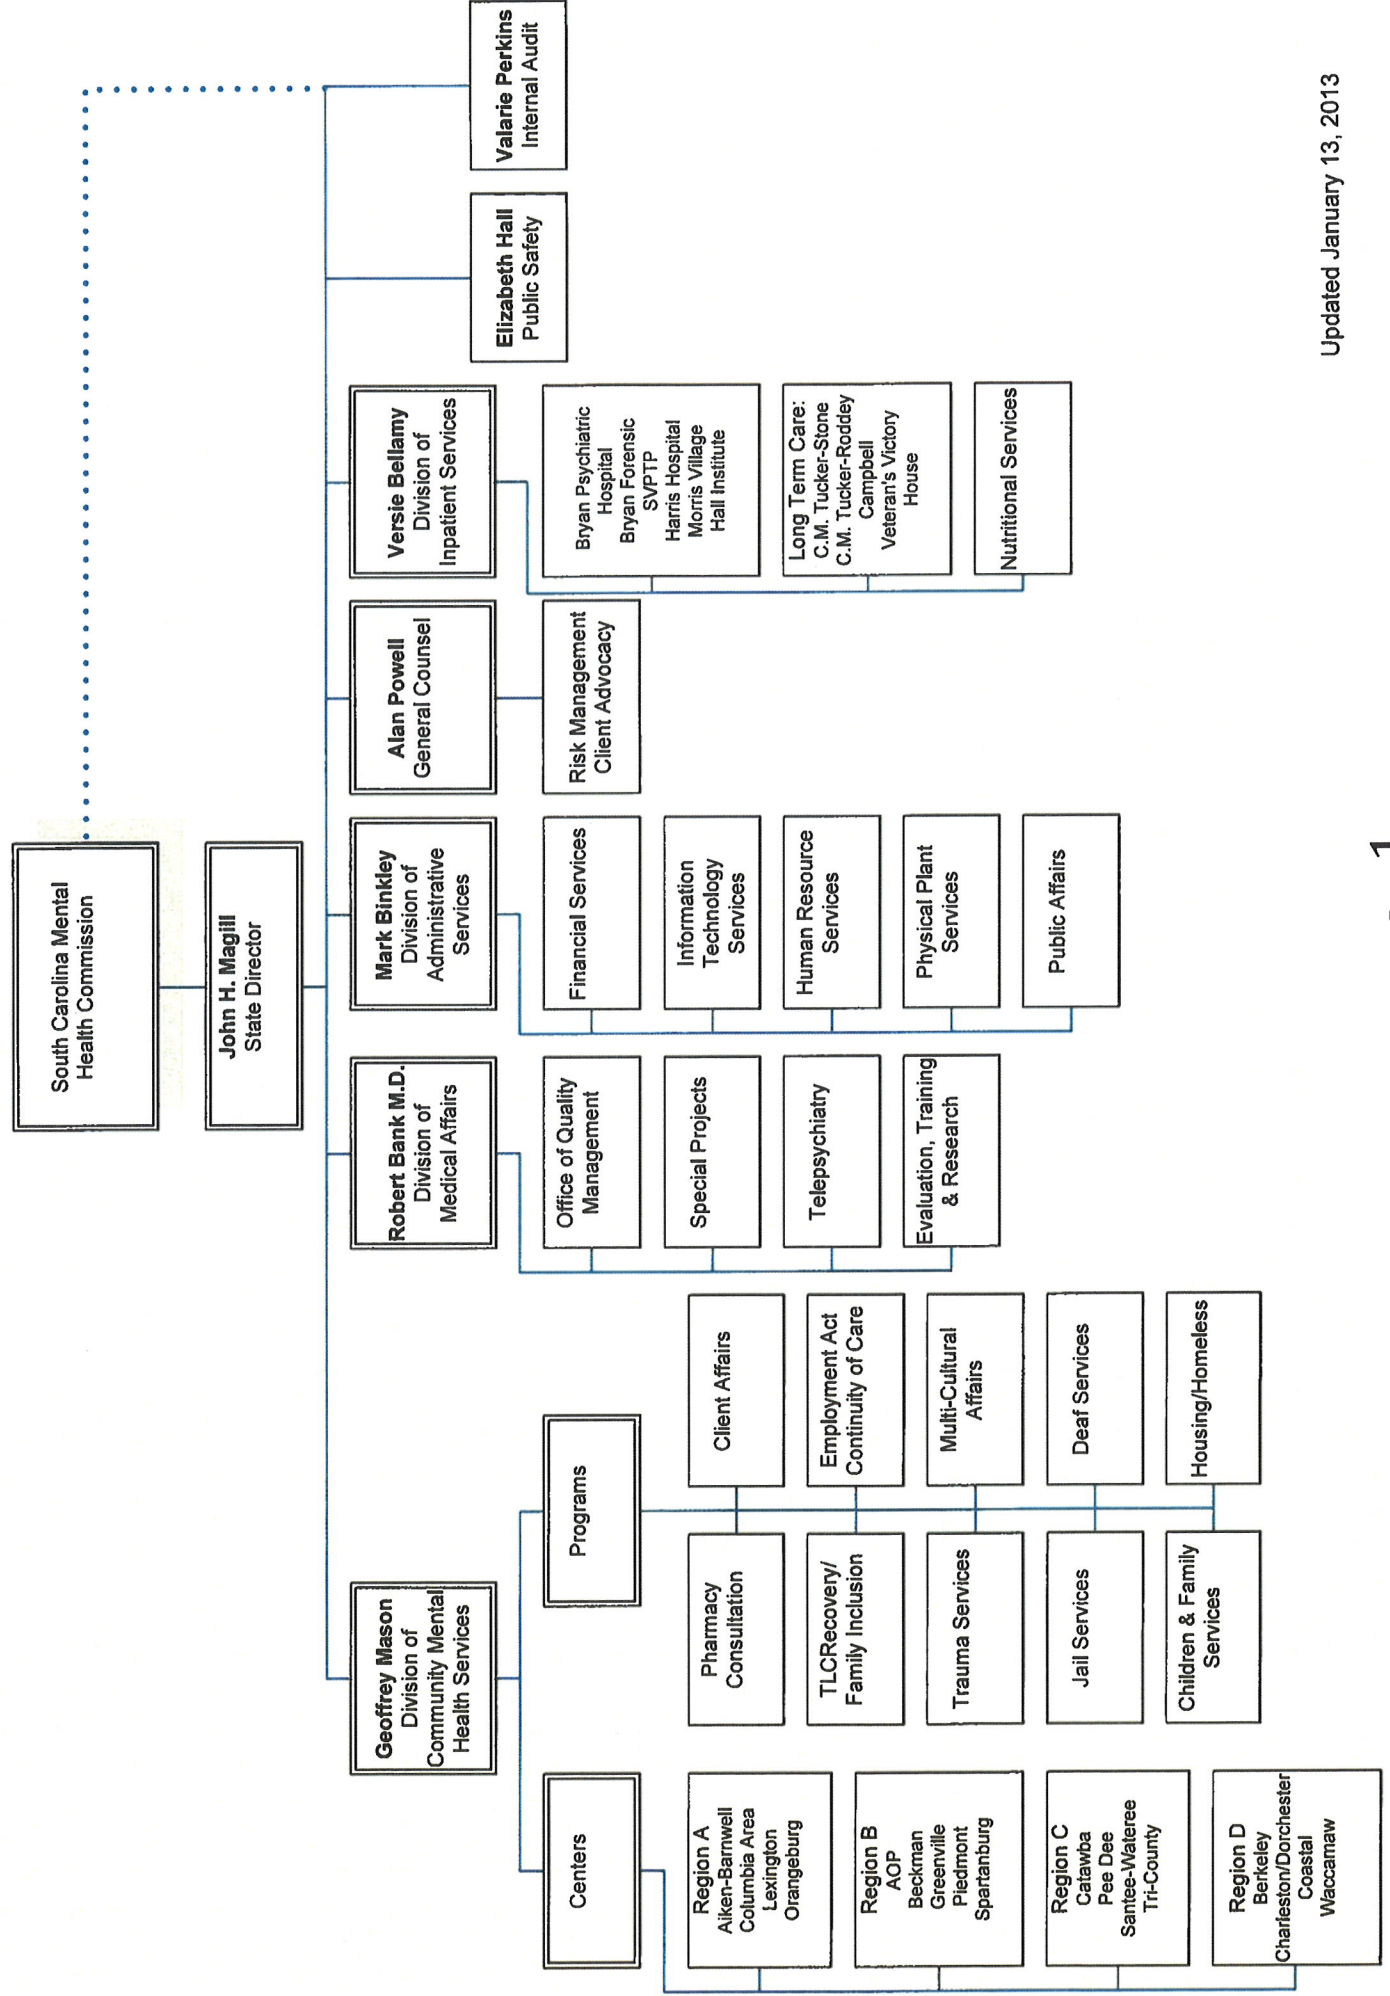 South Carolina Mental
Health Commission
John H. Magill
State Director
Geoffrey Mason
Division of
Community Mental
Health Services
Robert Bank M.D.
Division of
Medical Affairs
Mark Binkley
Division of
Administrative
Services
Alan Powell
General Counsel
Versie Bellamy
Division of
Inpatient Services
Elizabeth Hall
Public Safety
Valarie Perkins
Internal Audit
Centers
Region A
Aiken-Barnwell
Columbia Area
Lexington
Orangeburg
Region B
AOP
Beckman
Greenville
Piedmont
Spartanburg
Region C
Catawba
Pee Dee
Santee-Wateree
Tri-County
Region D
Berkeley
Charleston/Dorchester
Coastal
Waccamaw
Programs
Pharmacy
Consultation
Client Affairs
TLCRecovery/
Family Inclusion
Employment Act
Continuity of Care
Trauma Services
Multi-Cultural
Affairs
Jail Services
Deaf Services
Children & Family
Services
Housing/Homeless
Office of Quality
Management
Special Projects
Telepsychiatry
Evaluation, Training
& Research
Financial Services
Information
Technology
Services
Human Resource
Services
Physical Plant
Services
Public Affairs
Risk Management
Client Advocacy
Bryan Psychiatric
Hospital
Bryan Forensic
SVPTP
Harris Hospital
Morris Village
Hall Institute
Long Term Care:
C.M. Tucker-Stone
C.M. Tucker-Roddey
Campbell
Veteran's Victory
House
Nutritional Services
Updated January 13, 2013
1